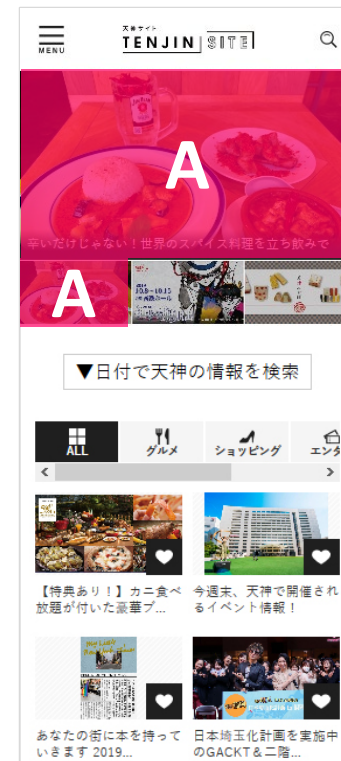 MENU
天神サイト
TENJIN SITE
A
辛いだけじゃない！世界のスパイス料理を立ち飲みで
A
▼日付で天神の情報を検索
ALL
グルメ
ショッピング
エンタ
【特典あり！】カニ食べ
放題が付いた豪華ブ...
今週末、天神で開催され
るイベント情報！
あなたの街に本を持って
いきます 2019...
日本埼玉化計画を実施中
のGACKT＆二階...